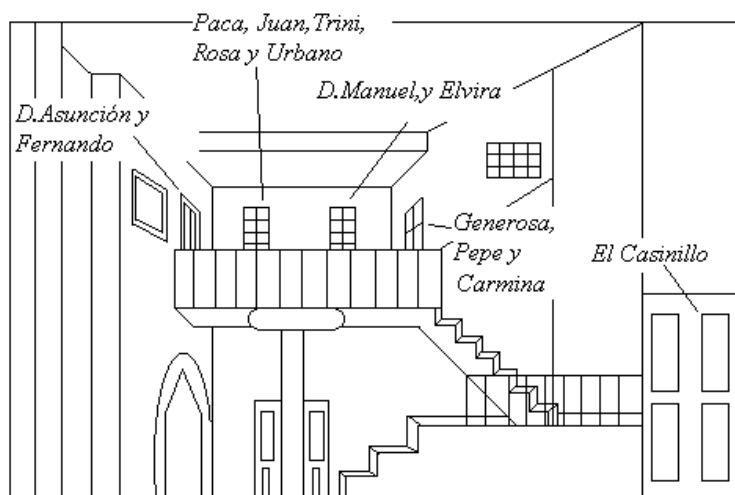 Paca, Juan,Trini,
Rosa y Urbano
D.Manuel,y Elvira
D.Asunción y
Fernando
Generosa,
Pepe y
Carmina
El Casinillo